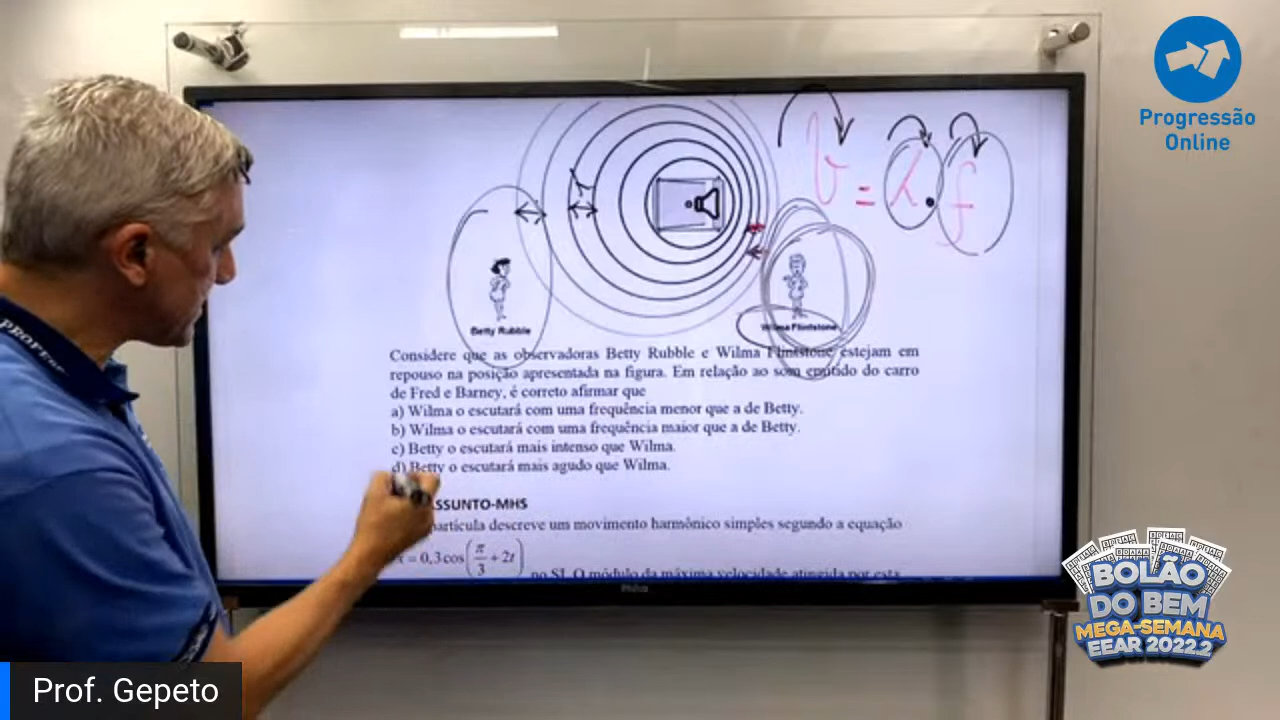 Progressão
Online
v = λ . f
Betty Rubble
Wilma Flintstone
Considere que as observadoras Betty Rubble e Wilma Flintstone estejam em
repouso na posição apresentada na figura. Em relação ao som emitido do carro
de Fred e Barney, é correto afirmar que
a) Wilma o escutará com uma frequência menor que a de Betty.
b) Wilma o escutará com uma frequência maior que a de Betty.
c) Betty o escutará mais intenso que Wilma.
d) Betty o escutará mais agudo que Wilma.
SSUNTO-MHS
partícula descreve um movimento harmônico simples segundo a equação
x = 0,3 cos(π/3 + 2t)
no SI. O módulo da máxima velocidade atingida por esta
Philco
PROFESS
BOLÃO
DO BEM
MEGA-SEMANA
EEAR 2022.2
Prof. Gepeto